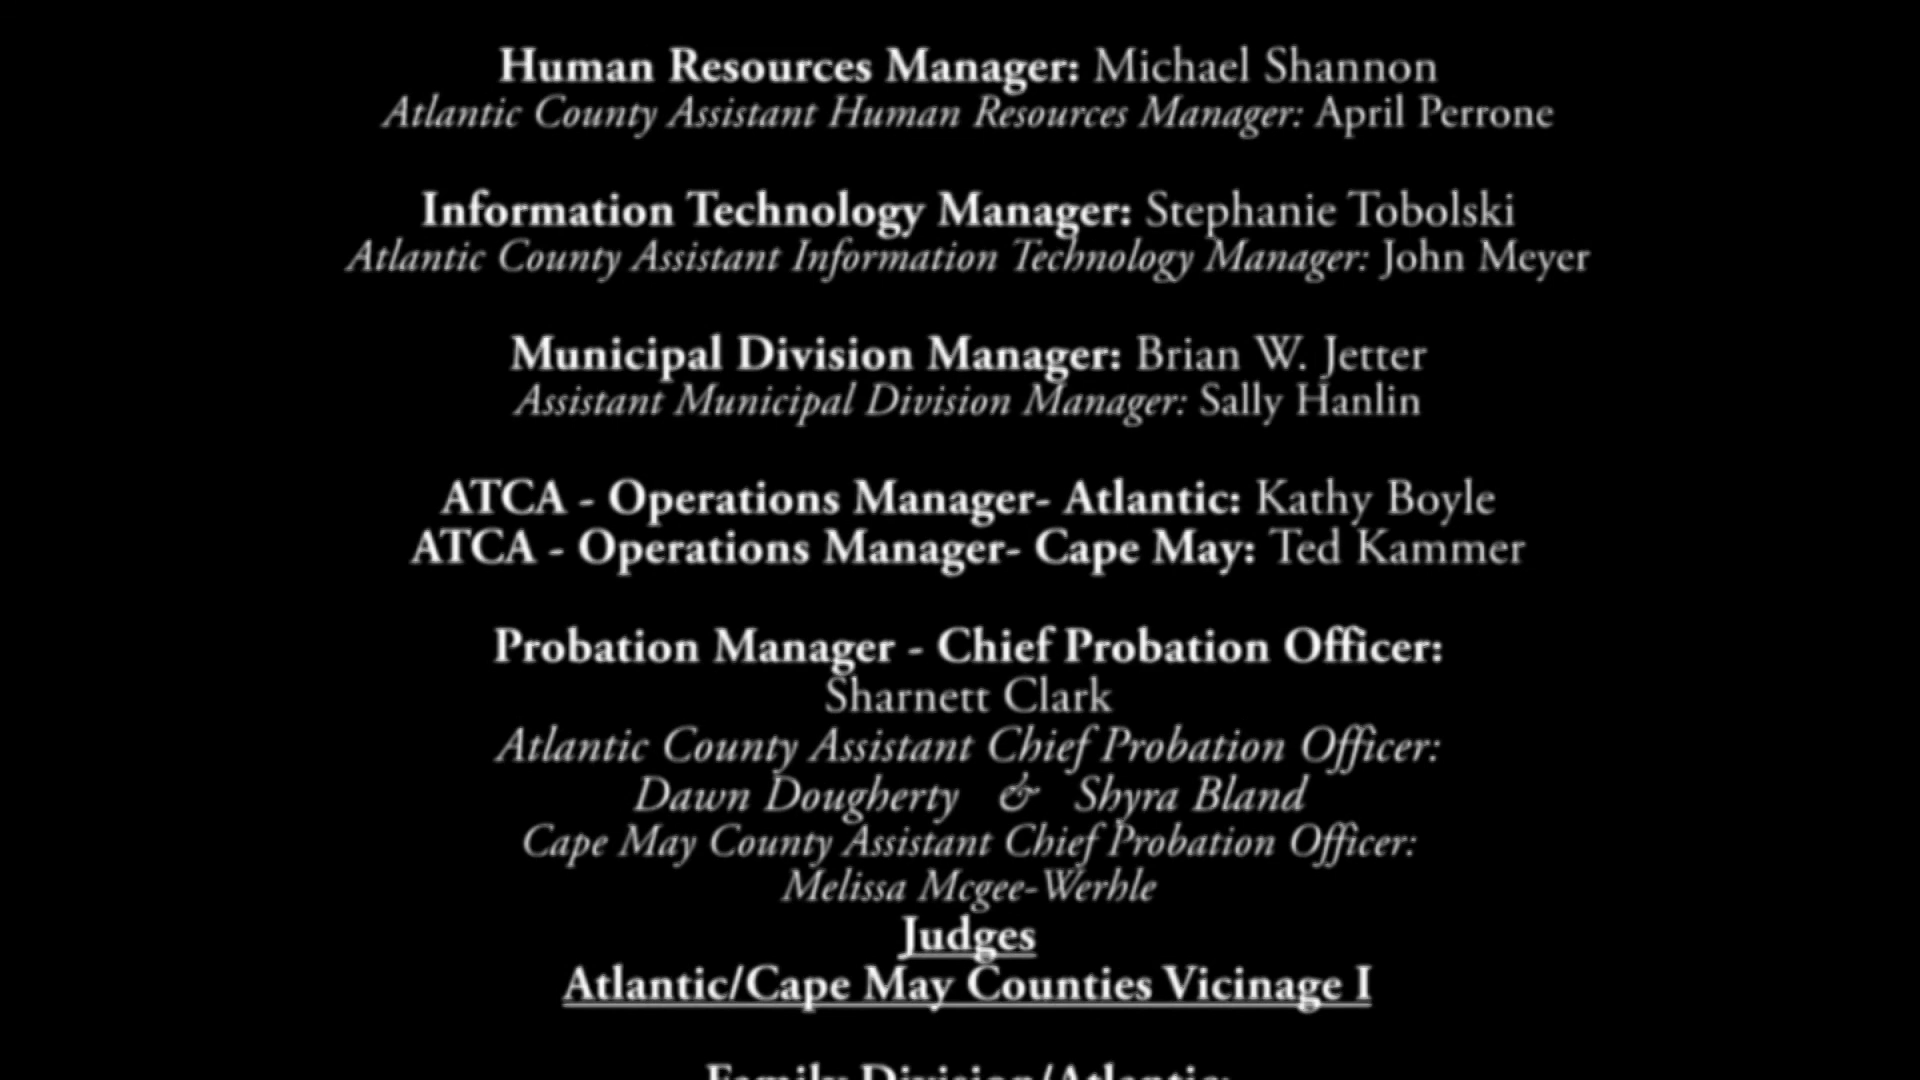 Human Resources Manager: Michael Shannon
Atlantic County Assistant Human Resources Manager: April Perrone
Information Technology Manager: Stephanie Tobolski
Atlantic County Assistant Information Technology Manager: John Meyer
Municipal Division Manager: Brian W. Jetter
Assistant Municipal Division Manager: Sally Hanlin
ATCA - Operations Manager- Atlantic: Kathy Boyle
ATCA - Operations Manager- Cape May: Ted Kammer
Probation Manager - Chief Probation Officer:
Sharnett Clark
Atlantic County Assistant Chief Probation Officer:
Dawn Dougherty & Shyra Bland
Cape May County Assistant Chief Probation Officer:
Melissa Mcgee-Werhle
Judges
Atlantic/Cape May Counties Vicinage I
Family Division/Atlantic: